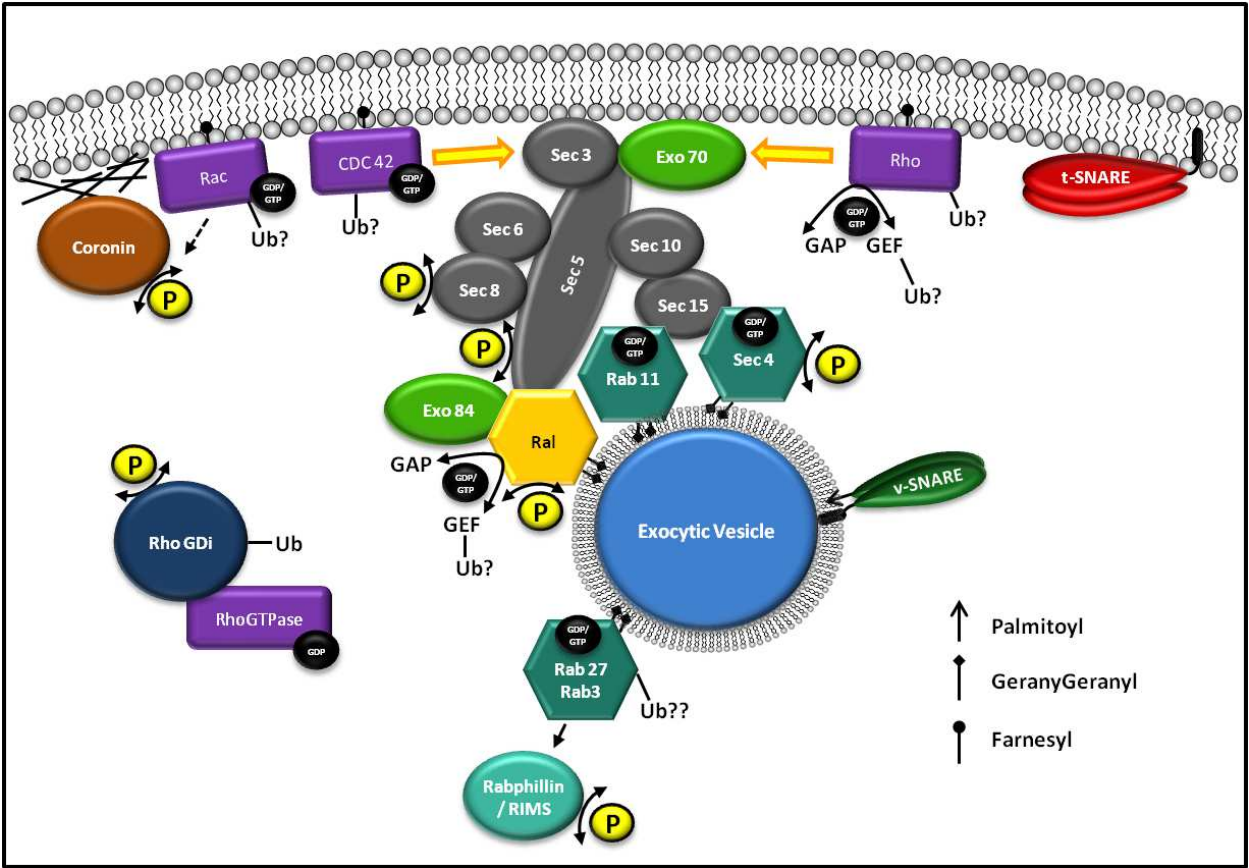 Rac
GDP/
GTP
Ub?
CDC 42
GDP/
GTP
Ub?
Sec 3
Exo 70
Rho
GDP/
GTP
GAP
GEF
Ub?
Ub?
t-SNARE
Coronin
P
Sec 6
Sec 8
P
Sec 5
Sec 10
Sec 15
P
GDP/
GTP
Rab 11
GDP/
GTP
Sec 4
P
Exo 84
Ral
GAP
GDP/
GTP
GEF
Ub?
P
Exocytic Vesicle
v-SNARE
P
Rho GDi
Ub
RhoGTPase
GDP
GDP/
GTP
Rab 27
Rab3
Ub??
Rabphillin
/ RIMS
P
Palmitoyl
GeranyGeranyl
Farnesyl